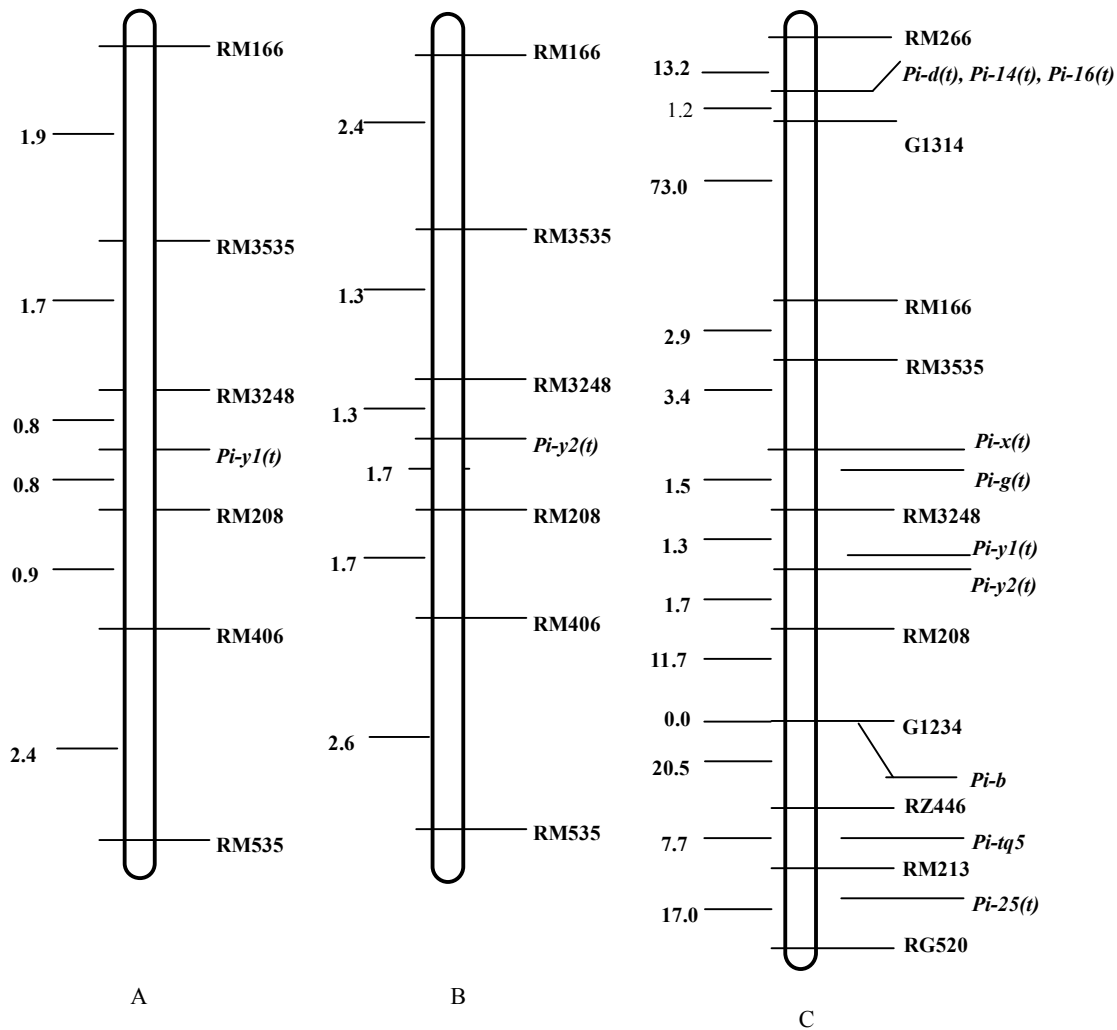 RM166
1.9
RM3535
1.7
RM3248
0.8
Pi-y1(t)
0.8
RM208
0.9
RM406
2.4
RM535
A
RM166
2.4
RM3535
1.3
RM3248
1.3
Pi-y2(t)
1.7
RM208
1.7
RM406
2.6
RM535
B
RM266
13.2
Pi-d(t), Pi-14(t), Pi-16(t)
1.2
G1314
73.0
RM166
2.9
RM3535
3.4
Pi-x(t)
Pi-g(t)
1.5
RM3248
1.3
Pi-y1(t)
Pi-y2(t)
1.7
RM208
11.7
0.0
G1234
20.5
Pi-b
RZ446
7.7
Pi-tq5
RM213
Pi-25(t)
17.0
RG520
C